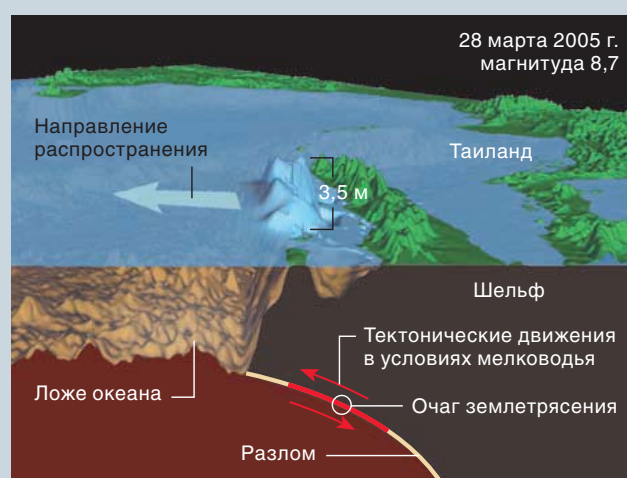 28 марта 2005 г.
магнитуда 8,7
Направление
распространения
Таиланд
3,5 м
Шельф
Тектонические движения
в условиях мелководья
Ложе океана
Очаг землетрясения
Разлом